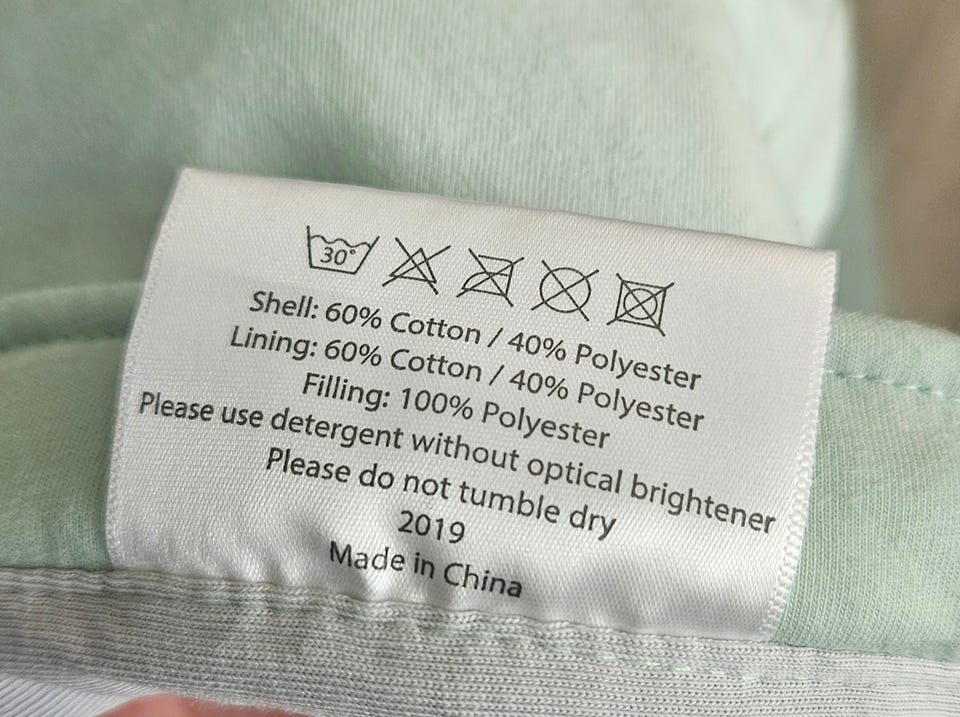 30°
Shell: 60% Cotton / 40% Polyester
Lining: 60% Cotton / 40% Polyester
Filling: 100% Polyester
Please use detergent without optical brightener
Please do not tumble dry
2019
Made in China